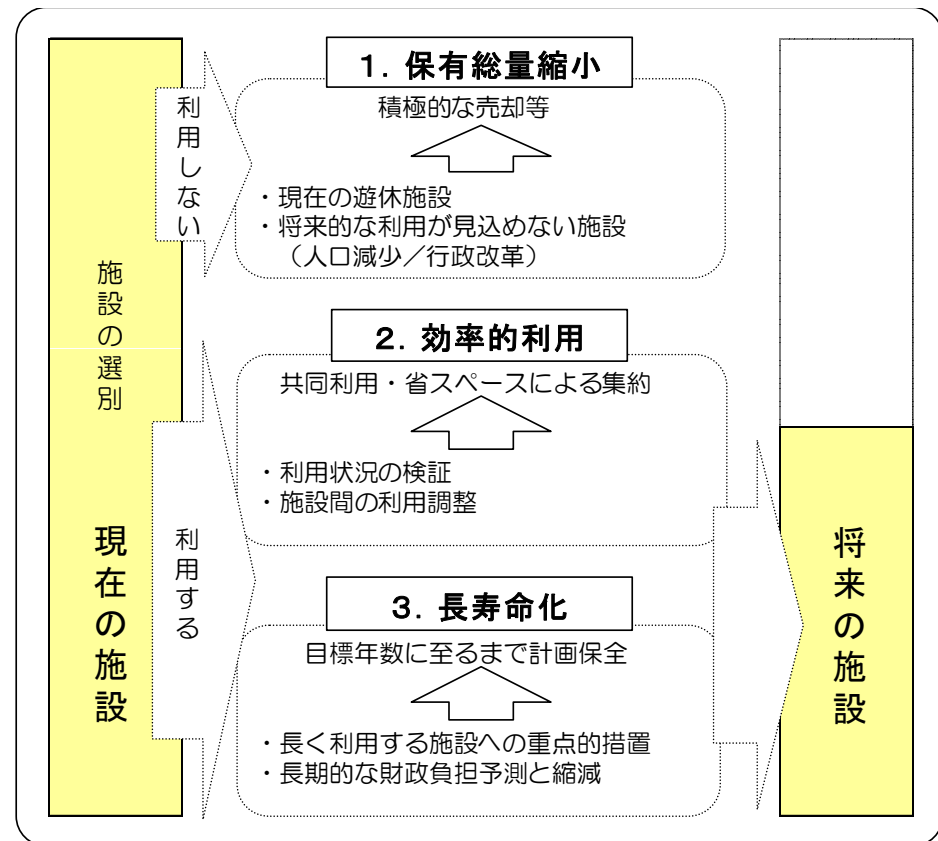 施設の選別
現在の施設
利用しない
1．保有総量縮小
積極的な売却等
・現在の遊休施設
・将来的な利用が見込めない施設
（人口減少／行政改革）
利用する
2．効率的利用
共同利用・省スペースによる集約
・利用状況の検証
・施設間の利用調整
3．長寿命化
目標年数に至るまで計画保全
・長く利用する施設への重点的措置
・長期的な財政負担予測と縮減
将来の施設